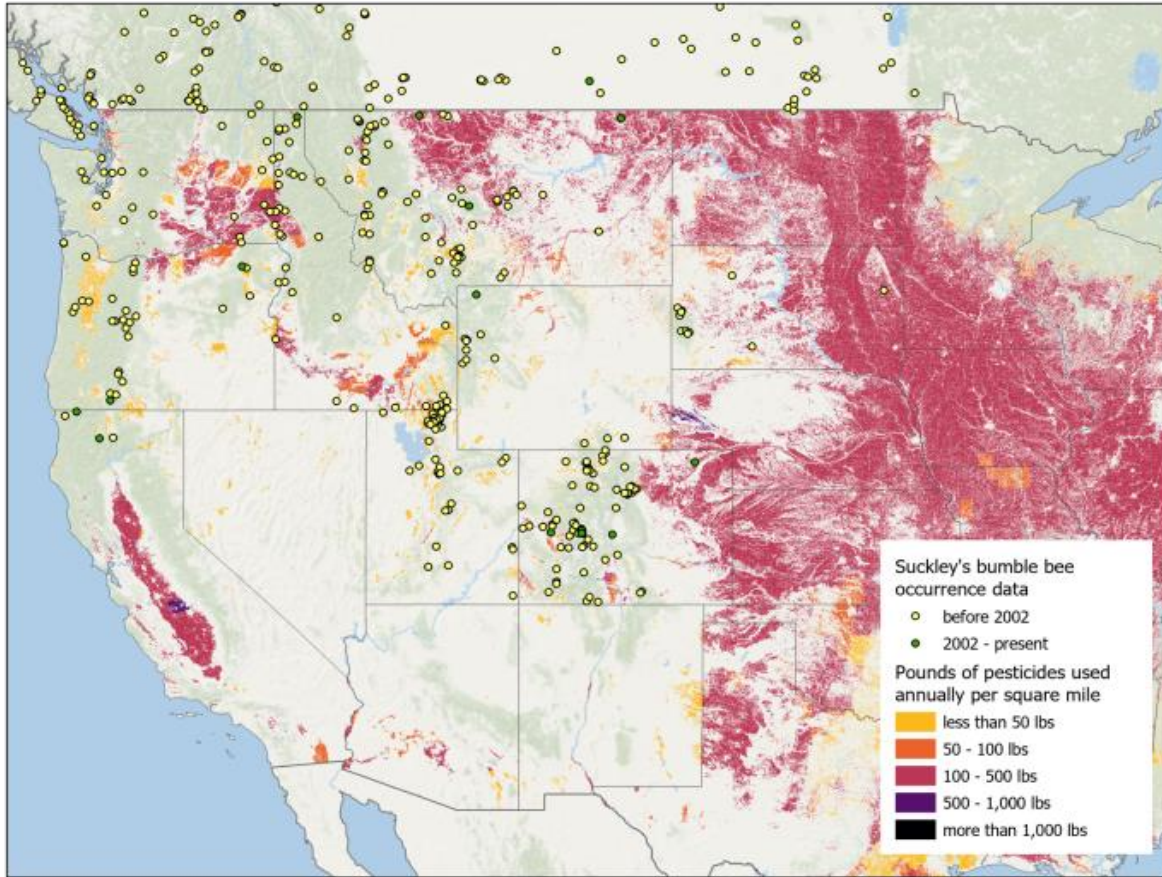 Suckley's bumble bee
occurrence data
before 2002
2002 - present
Pounds of pesticides used
annually per square mile
less than 50 lbs
50 - 100 lbs
100 - 500 lbs
500 - 1,000 lbs
more than 1,000 lbs